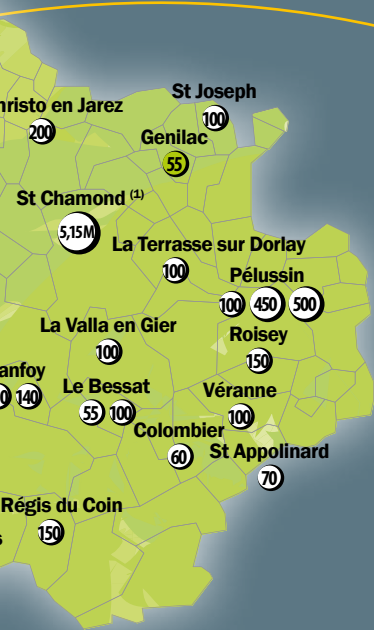 St Joseph
hristo en Jarez
100
200
Genilac
55
St Chamond (1)
5,15M
La Terrasse sur Dorlay
100
Pélussin
100 450 500
La Valla en Gier
Roisey
100
150
anfoy
Le Bessat
Véranne
0 140
55 100
100
Colombier
St Appolinard
60
70
Régis du Coin
s
150